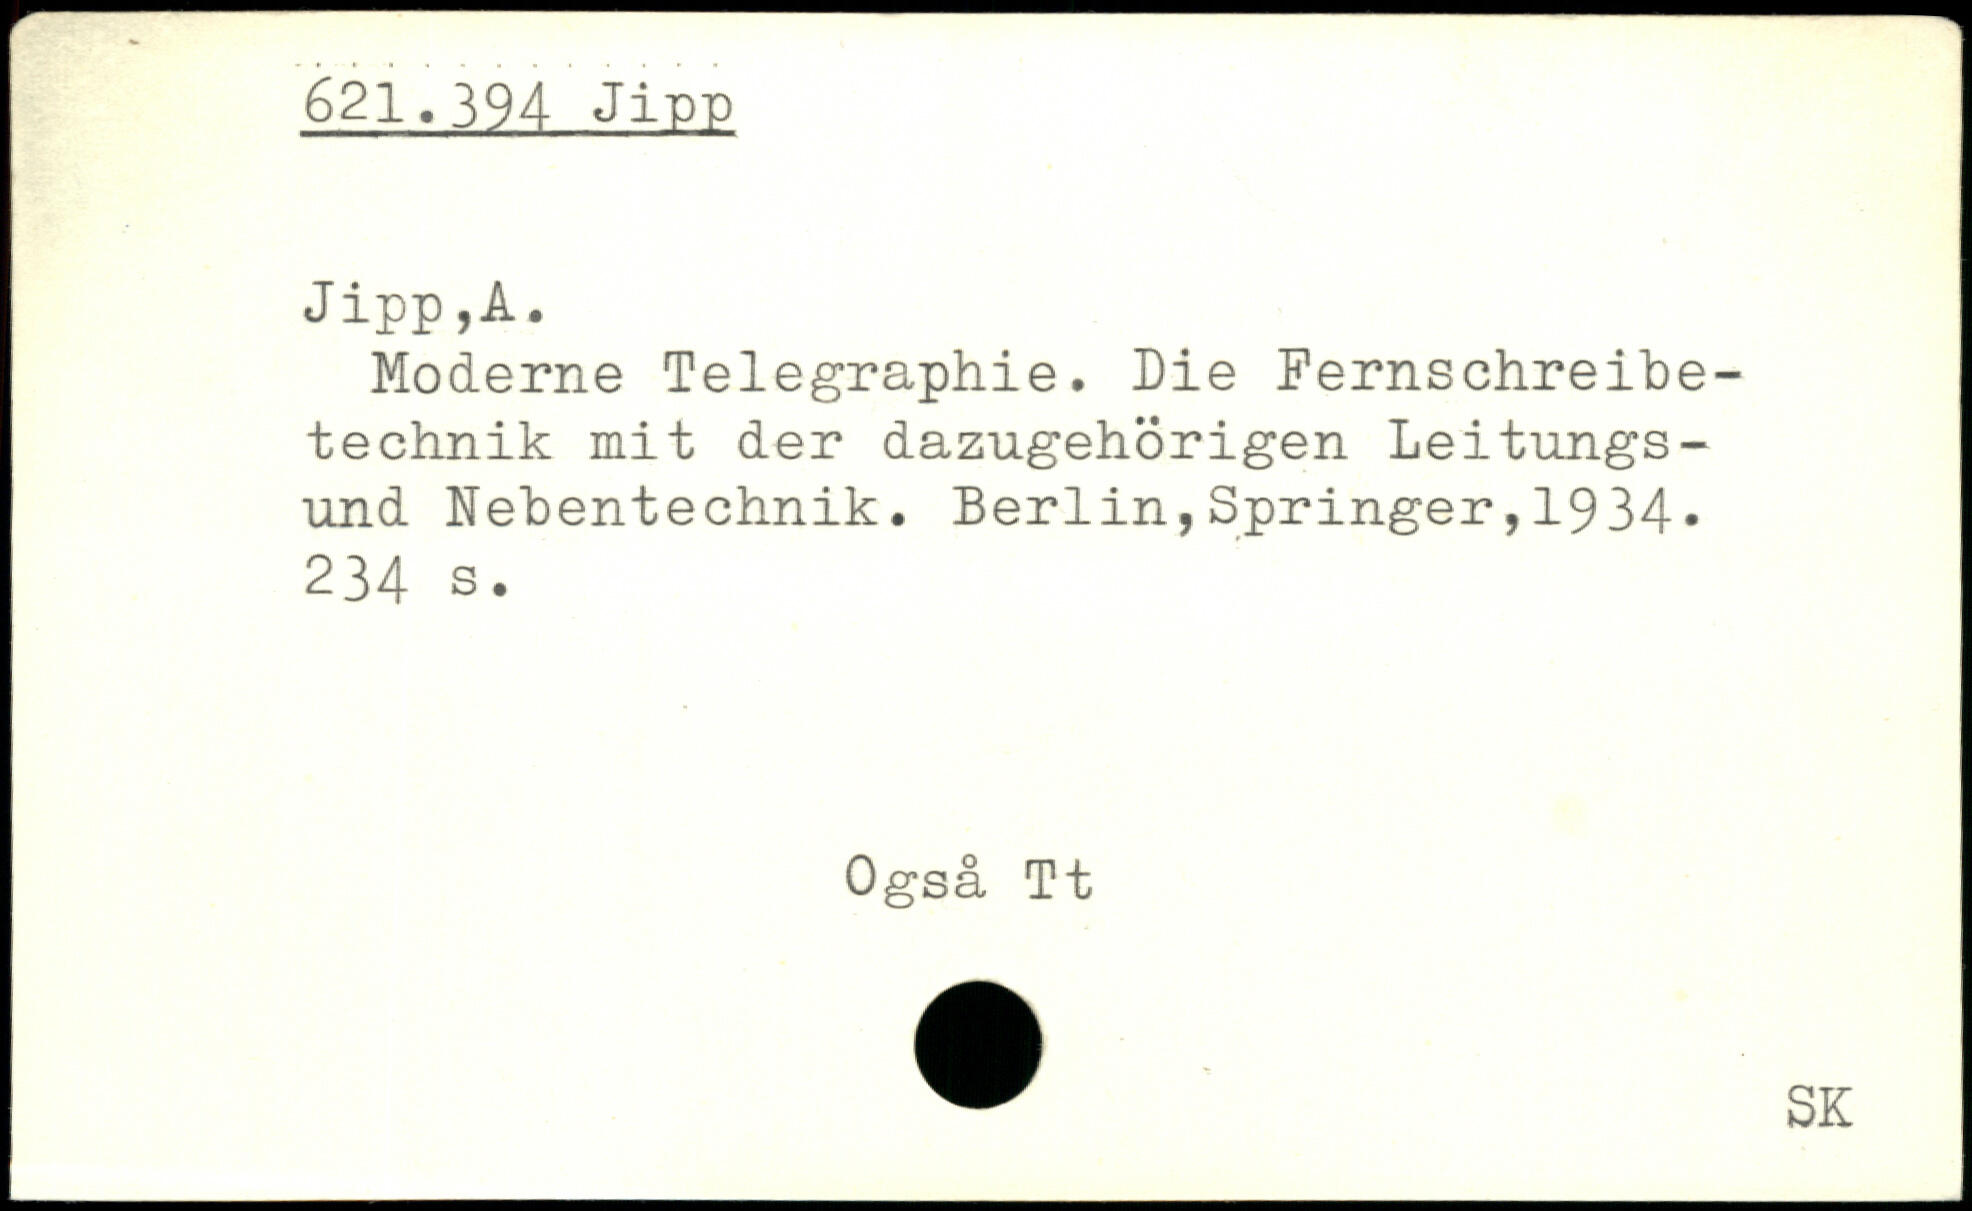 621.394 Jipp
Jipp,A.
Moderne Telegraphie. Die Fernschreibe-
technik mit der dazugehörigen Leitungs-
und Nebentechnik. Berlin,Springer,1934.
234 s.
Også Tt
SK